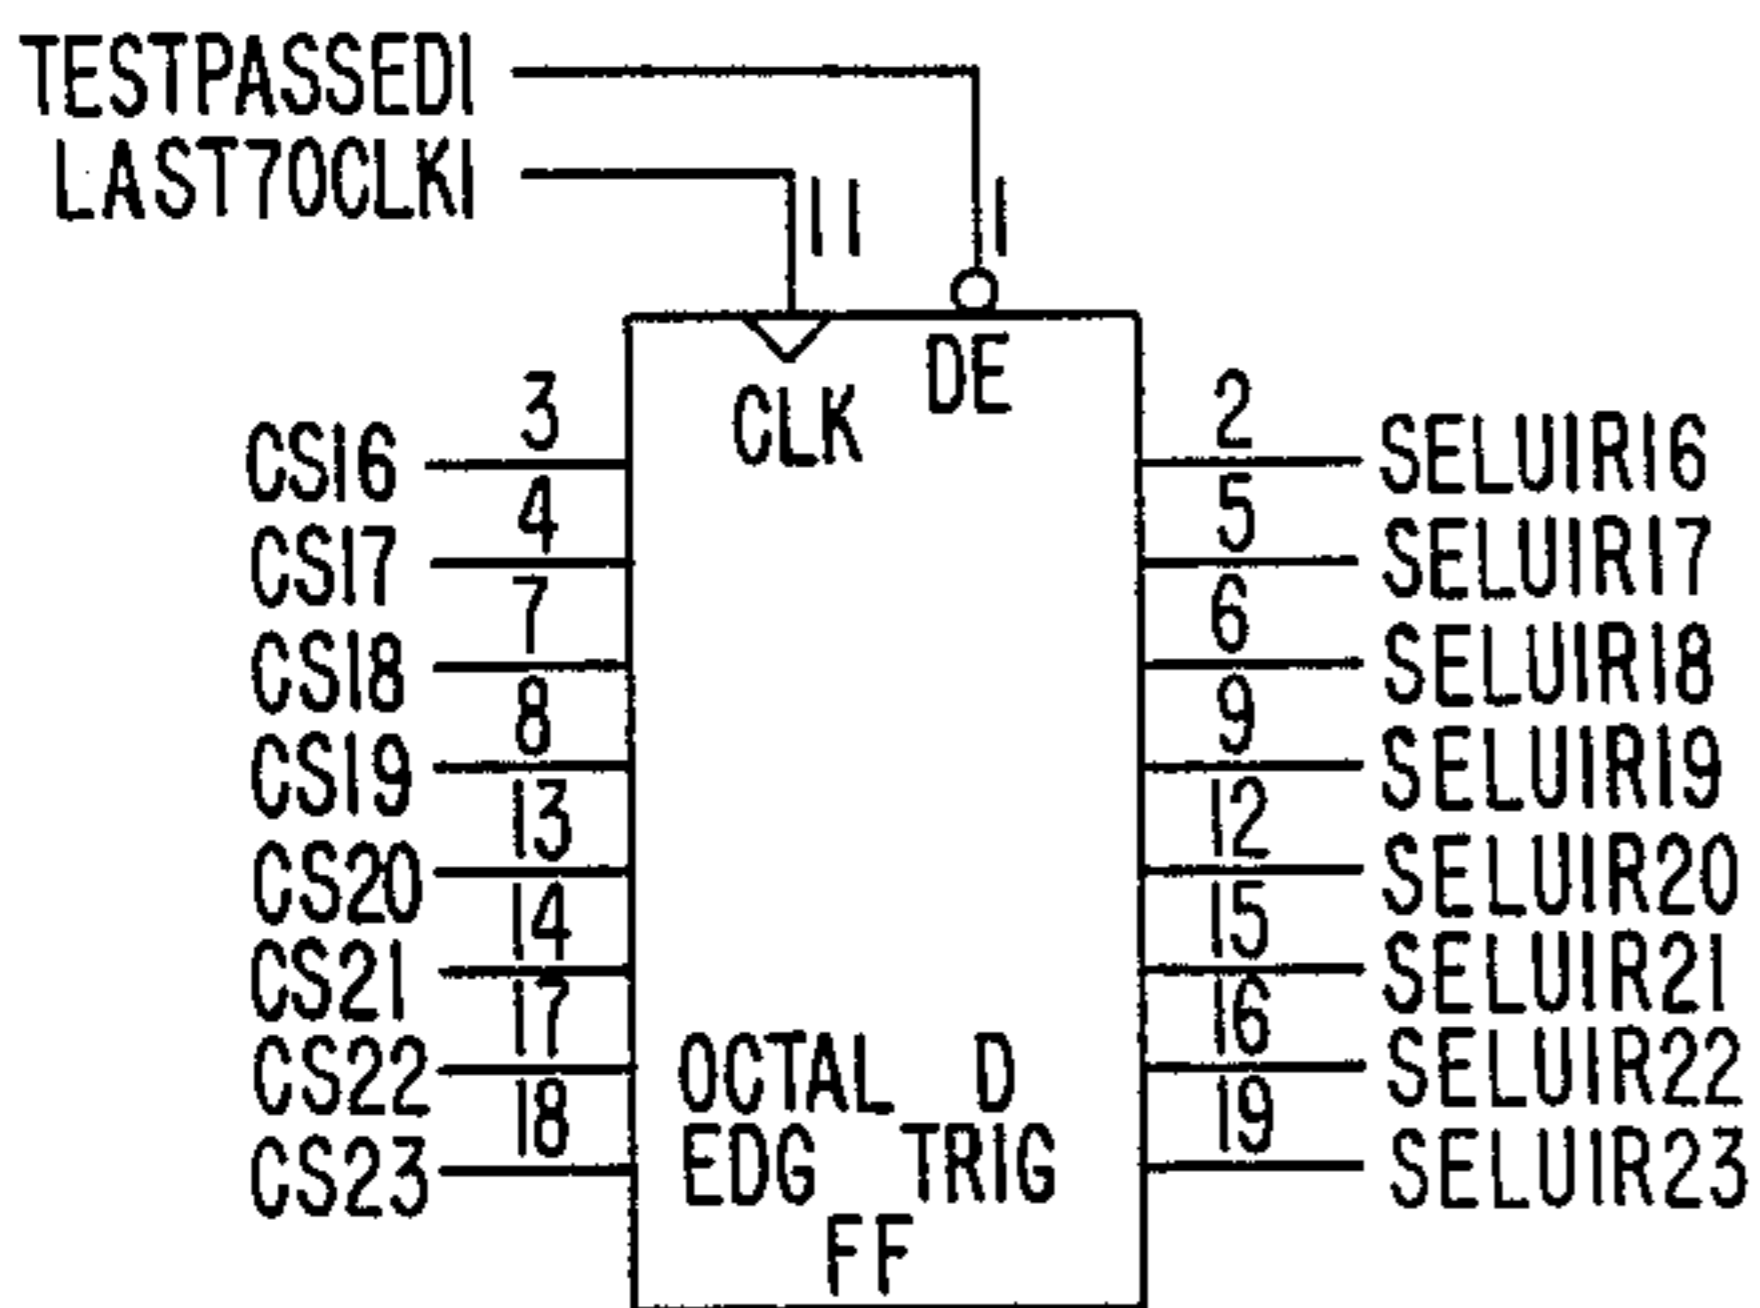 TESTPASSED1
LAST70CLK1
11 1
CLK DE
3 2
CS16 SELUIR16
4 5
CS17 SELUIR17
7 6
CS18 SELUIR18
8 9
CS19 SELUIR19
13 12
CS20 SELUIR20
14 15
CS21 SELUIR21
17 16
CS22 SELUIR22
18 19
CS23 SELUIR23
OCTAL D
EDG TRIG
FF